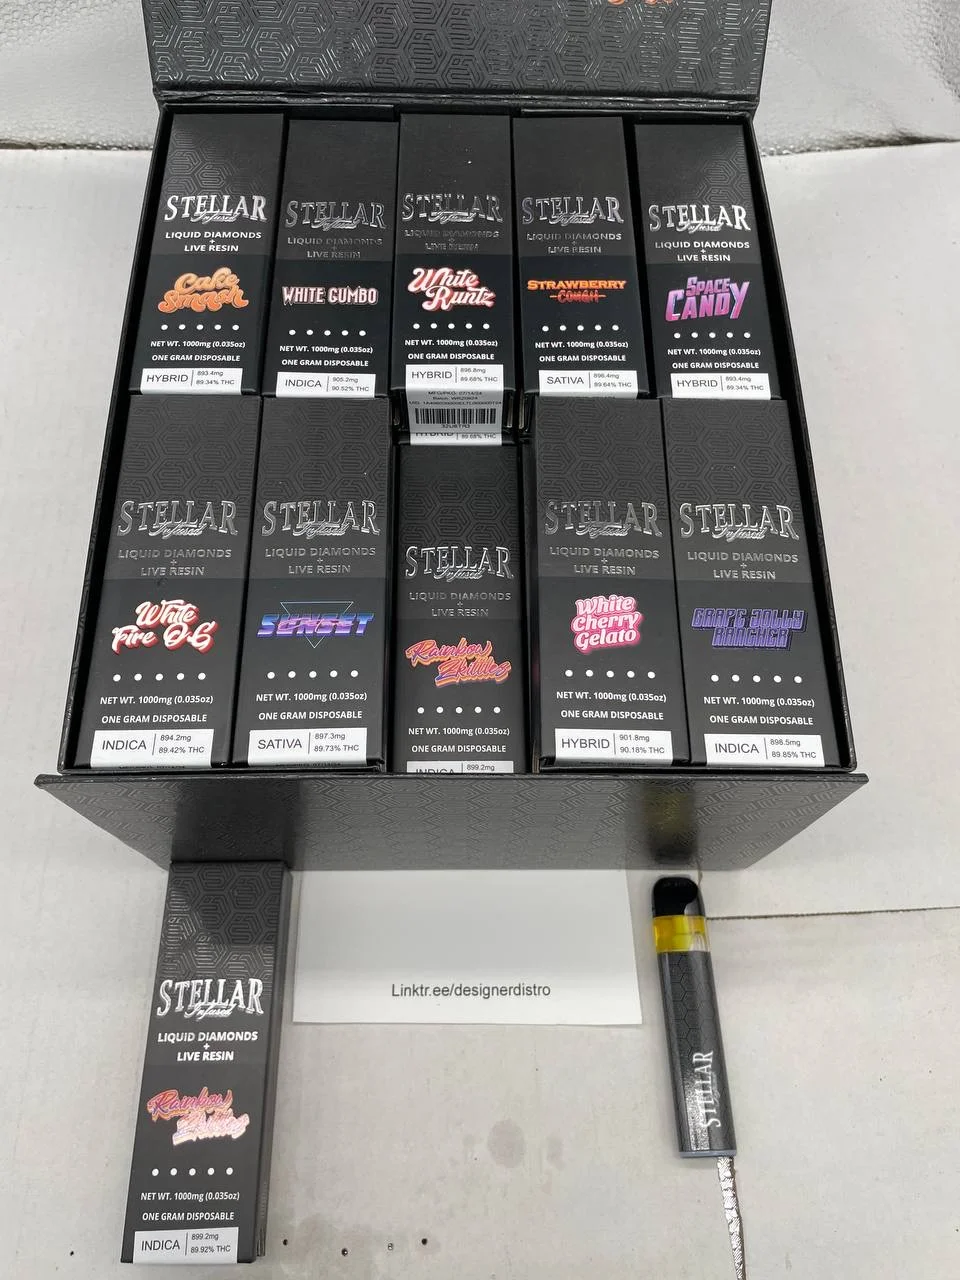 STELLAR
Infused
LIQUID DIAMONDS
+
LIVE RESIN
Cake
Smash
NET WT. 1000mg (0.035oz)
ONE GRAM DISPOSABLE
HYBRID
893.4mg
89.34% THC
STELLAR
Infused
LIQUID DIAMONDS
+
LIVE RESIN
WHITE GUMBO
NET WT. 1000mg (0.035oz)
ONE GRAM DISPOSABLE
INDICA
905.2mg
90.52% THC
STELLAR
Infused
LIQUID DIAMONDS
+
LIVE RESIN
White
Runtz
NET WT. 1000mg (0.035oz)
ONE GRAM DISPOSABLE
HYBRID
896.8mg
89.68% THC
MFG/PKG: 07/14/24
HYBRID
89.68% THC
STELLAR
Infused
LIQUID DIAMONDS
+
LIVE RESIN
STRAWBERRY
COUGH
NET WT. 1000mg (0.035oz)
ONE GRAM DISPOSABLE
SATIVA
896.4mg
89.64% THC
STELLAR
Infused
LIQUID DIAMONDS
+
LIVE RESIN
SPACE
CANDY
NET WT. 1000mg (0.035oz)
ONE GRAM DISPOSABLE
HYBRID
893.4mg
89.34% THC
STELLAR
Infused
LIQUID DIAMONDS
+
LIVE RESIN
White
Fire O.G
NET WT. 1000mg (0.035oz)
ONE GRAM DISPOSABLE
INDICA
894.2mg
89.42% THC
STELLAR
Infused
LIQUID DIAMONDS
+
LIVE RESIN
SUNSET
NET WT. 1000mg (0.035oz)
ONE GRAM DISPOSABLE
SATIVA
897.3mg
89.73% THC
STELLAR
Infused
LIQUID DIAMONDS
+
LIVE RESIN
Rainbow
Zkittles
NET WT. 1000mg (0.035oz)
ONE GRAM DISPOSABLE
INDICA
899.2mg
STELLAR
Infused
LIQUID DIAMONDS
+
LIVE RESIN
White
Cherry
Gelato
NET WT. 1000mg (0.035oz)
ONE GRAM DISPOSABLE
HYBRID
901.8mg
90.18% THC
STELLAR
Infused
LIQUID DIAMONDS
+
LIVE RESIN
GRAPE JOLLY
RANCHER
NET WT. 1000mg (0.035oz)
ONE GRAM DISPOSABLE
INDICA
898.5mg
89.85% THC
STELLAR
Infused
LIQUID DIAMONDS
+
LIVE RESIN
Rainbow
Zkittles
NET WT. 1000mg (0.035oz)
ONE GRAM DISPOSABLE
INDICA
899.2mg
89.92% THC
Linktr.ee/designerdistro
STELLAR